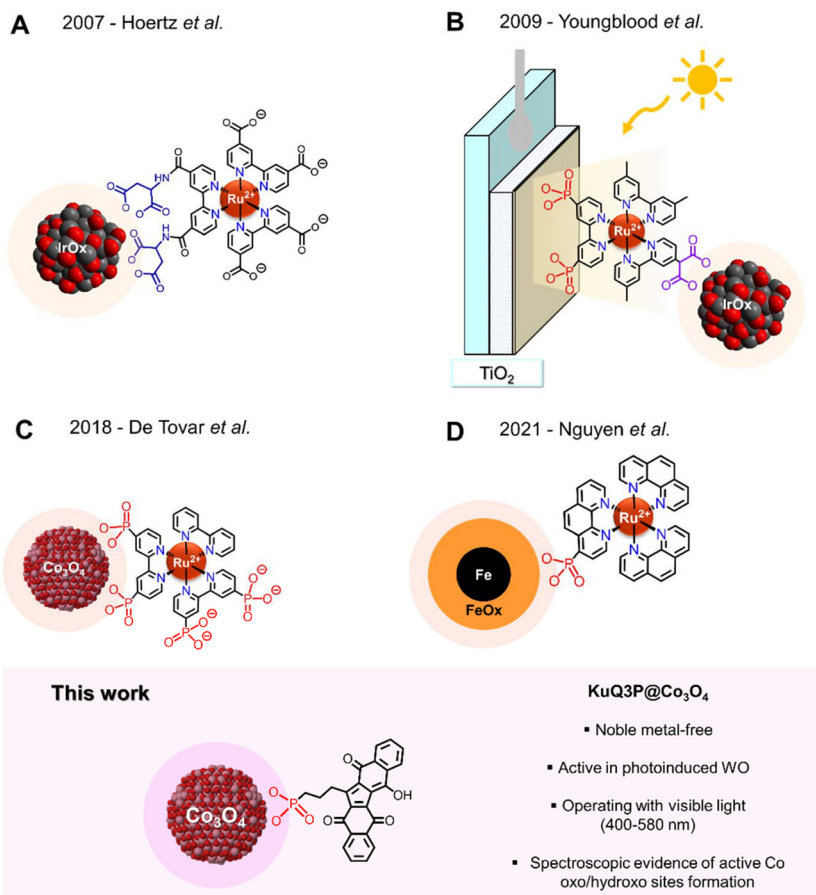 A 2007 - Hoertz et al.
B 2009 - Youngblood et al.
O
O⊖
O
O
HN
O
O
O
O
N
N
N
N
N
N
Ru²⁺
O
O⊖
O
O⊖
O
O⊖
O
HN
O
O
O
O
IrOx
O
P
O
O
N
N
N
N
N
N
Ru²⁺
O
P
O
O
O
O
O
O
IrOx
TiO₂
C 2018 - De Tovar et al.
D 2021 - Nguyen et al.
O
P
O
O
N
N
N
N
N
N
Ru²⁺
Co₃O₄
O
P
O
O
P
O
O⊖
O⊖
P
O
O⊖
O⊖
N
N
N
N
N
N
Ru²⁺
Fe
FeOx
P
O
O
O
This work
KuQ3P@Co₃O₄
▪ Noble metal-free
▪ Active in photoinduced WO
▪ Operating with visible light
(400-580 nm)
▪ Spectroscopic evidence of active Co
oxo/hydroxo sites formation
Co₃O₄
O
P
O
O
O
OH
O
O